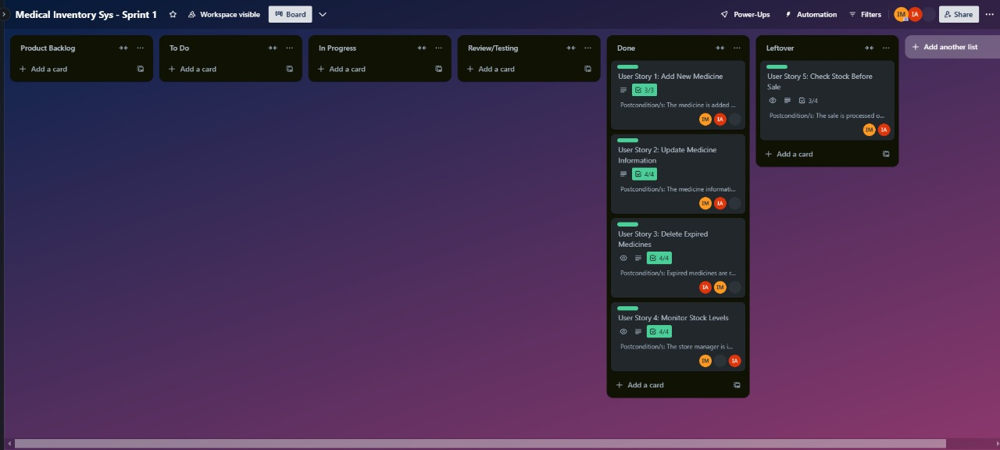 Medical Inventory Sys - Sprint 1
Workspace visible
Board
Power-Ups
Automation
Filters
IM
IA
Share
Product Backlog
Add a card
To Do
Add a card
In Progress
Add a card
Review/Testing
Add a card
Done
User Story 1: Add New Medicine
3/3
Postcondition/s: The medicine is added ...
IM IA
User Story 2: Update Medicine
Information
4/4
Postcondition/s: The medicine informati...
IM IA
User Story 3: Delete Expired
Medicines
4/4
Postcondition/s: Expired medicines are r...
IA IM
User Story 4: Monitor Stock Levels
4/4
Postcondition/s: The store manager is i...
IM IA
Add a card
Leftover
User Story 5: Check Stock Before
Sale
3/4
Postcondition/s: The sale is processed o...
IM IA
Add a card
Add another list